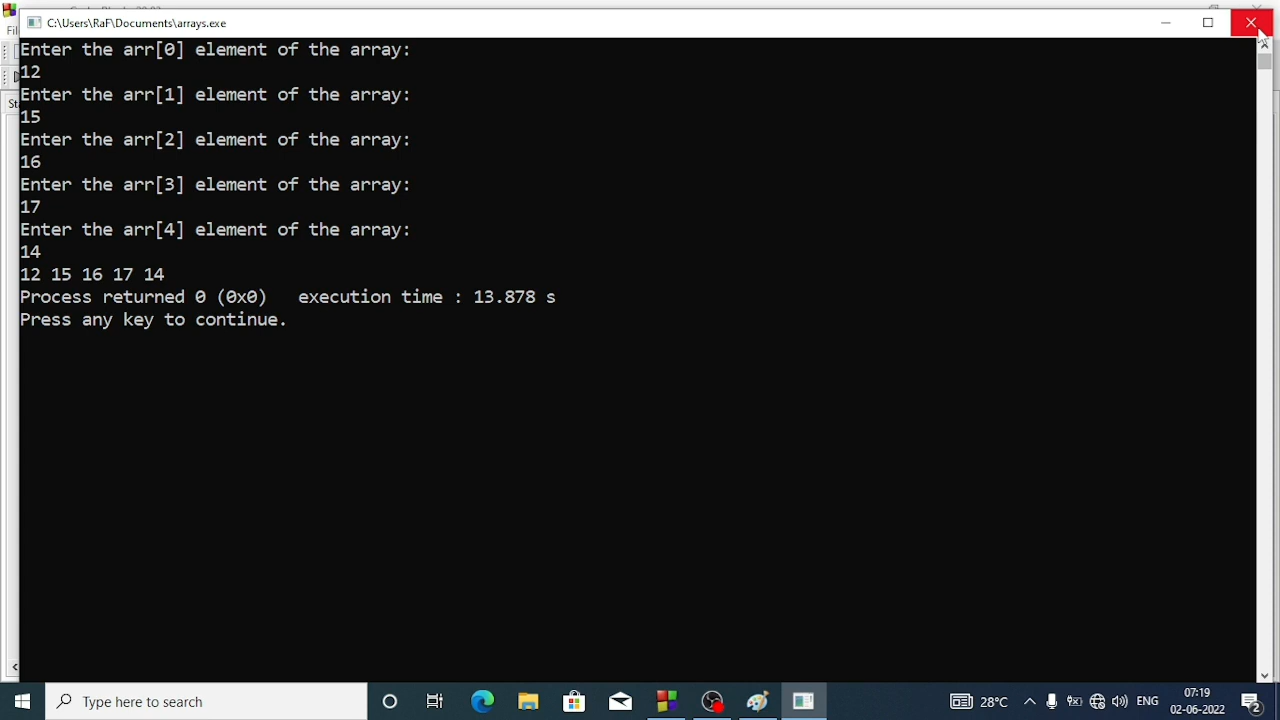 C:\Users\RaF\Documents\arrays.exe
Enter the arr[0] element of the array:
12
Enter the arr[1] element of the array:
15
Enter the arr[2] element of the array:
16
Enter the arr[3] element of the array:
17
Enter the arr[4] element of the array:
14
12 15 16 17 14
Process returned 0 (0x0)   execution time : 13.878 s
Press any key to continue.
Type here to search
28°C
ENG
07:19
02-06-2022
2